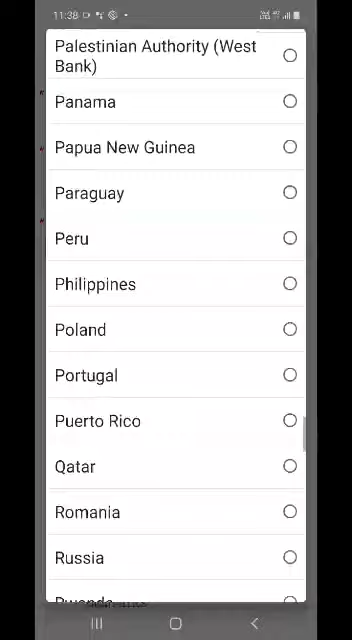 11:38
Palestinian Authority (West
Bank)
Panama
Papua New Guinea
Paraguay
Peru
Philippines
Poland
Portugal
Puerto Rico
Qatar
Romania
Russia
Rwanda